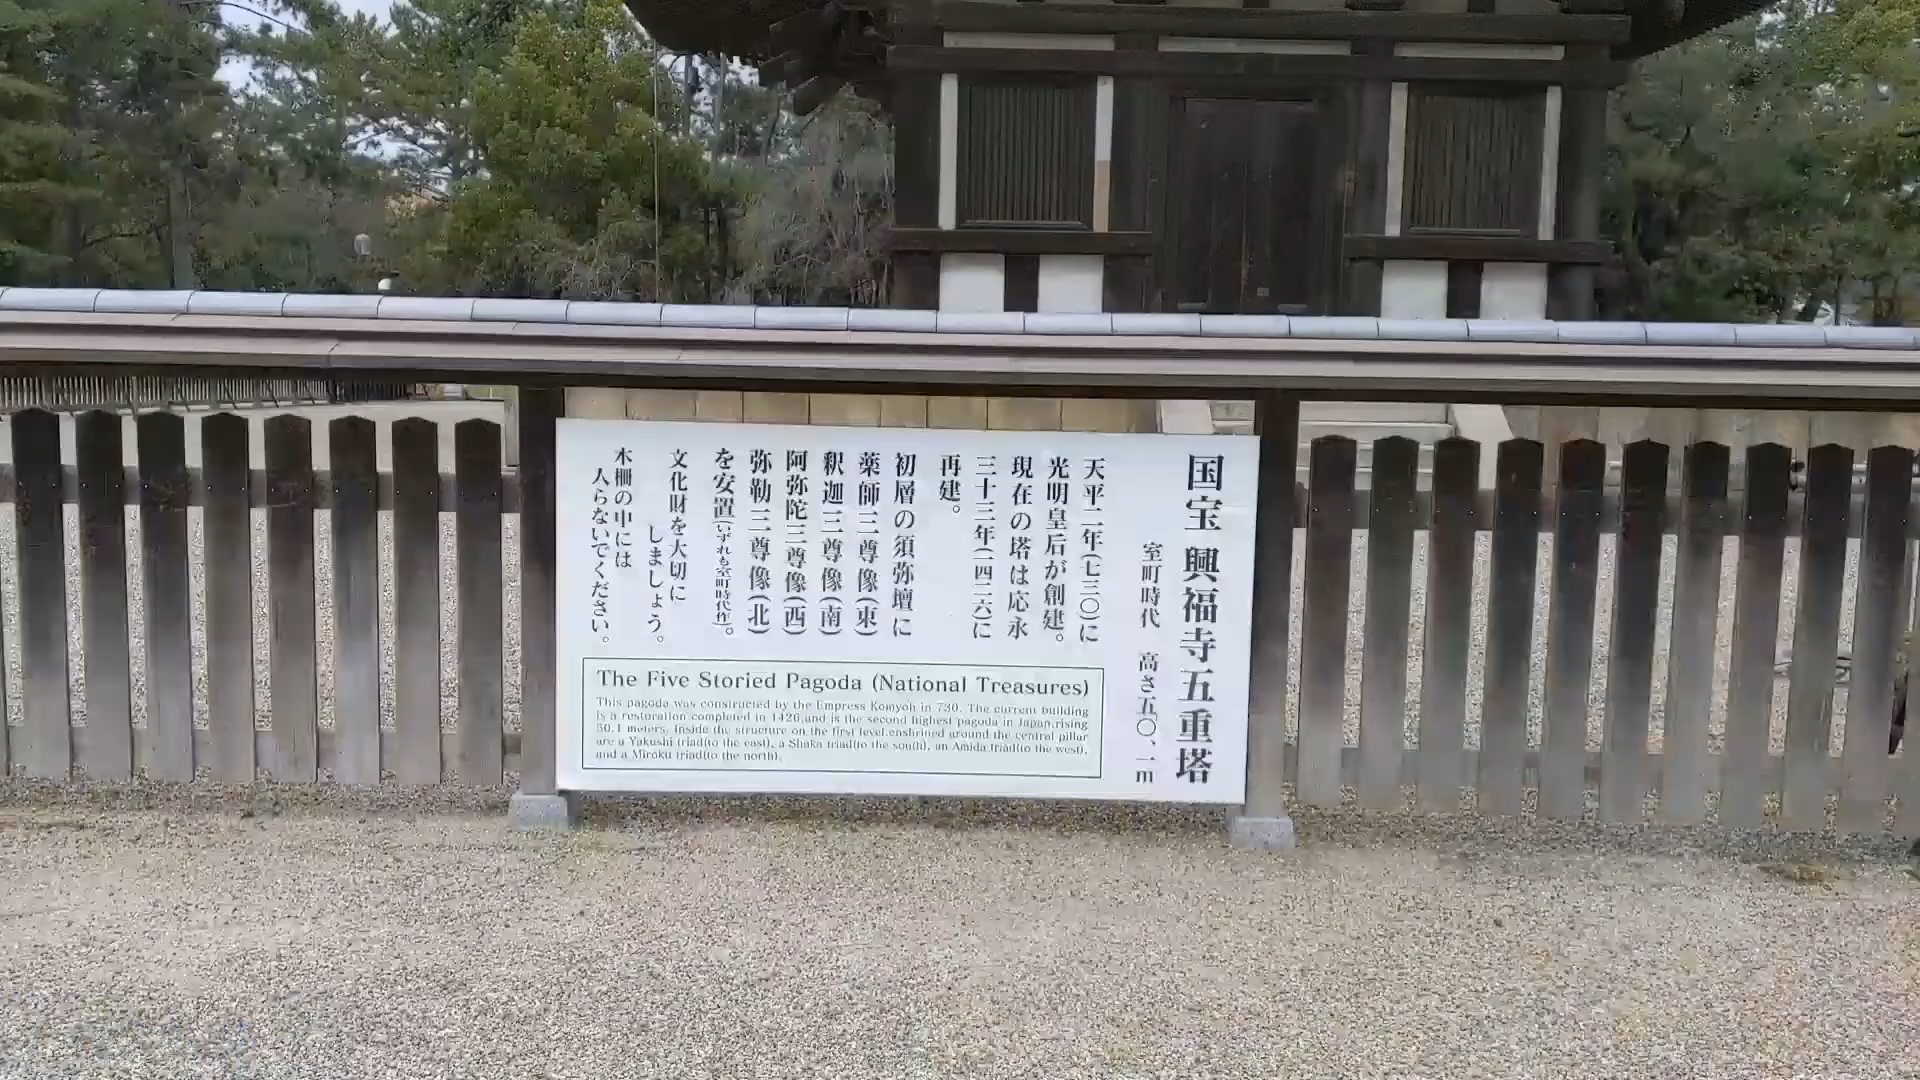 国宝 興福寺五重塔
室町時代 高さ五〇、一m
天平二年(七三〇)に
光明皇后が創建。
現在の塔は応永
三十三年(一四二六)に
再建。
初層の須弥壇に
薬師三尊像(東)
釈迦三尊像(南)
阿弥陀三尊像(西)
弥勒三尊像(北)
を安置(いずれも室町時代作)。
文化財を大切に
しましょう。
木柵の中には
入らないでください。
The Five Storied Pagoda (National Treasures)
This pagoda was constructed by the Empress Komyoh in 730. The current building
is a restoration completed in 1426,and is the second highest pagoda in Japan,rising
50.1 meters. Inside the structure on the first level,enshrined around the central pillar
are a Yakushi triad(to the east), a Shaka triad(to the south), an Amida triad(to the west),
and a Miroku triad(to the north).